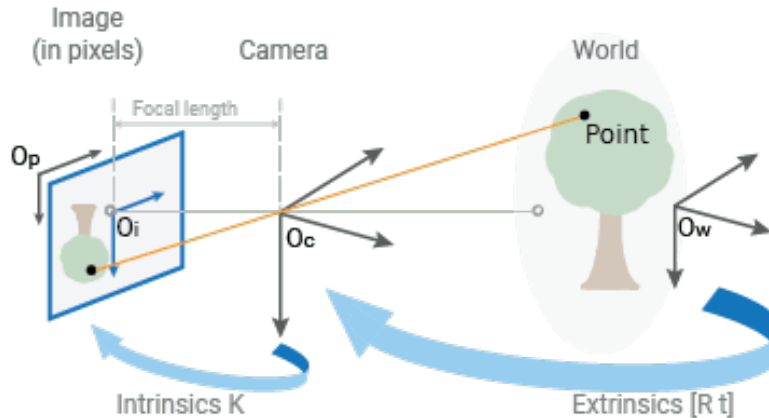 Image
(in pixels)
Camera
World
Focal length
Point
Op
Oi
Oc
Ow
Intrinsics K
Extrinsics [R t]